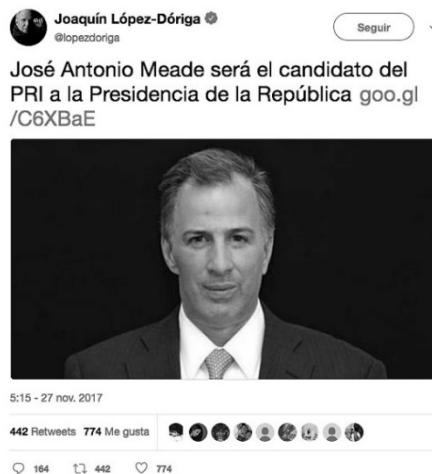 Joaquín López-Dóriga
@lopezdoriga
Seguir
José Antonio Meade será el candidato del
PRI a la Presidencia de la República goo.gl
/C6XBaE
5:15 - 27 nov. 2017
442 Retweets 774 Me gusta
164 442 774